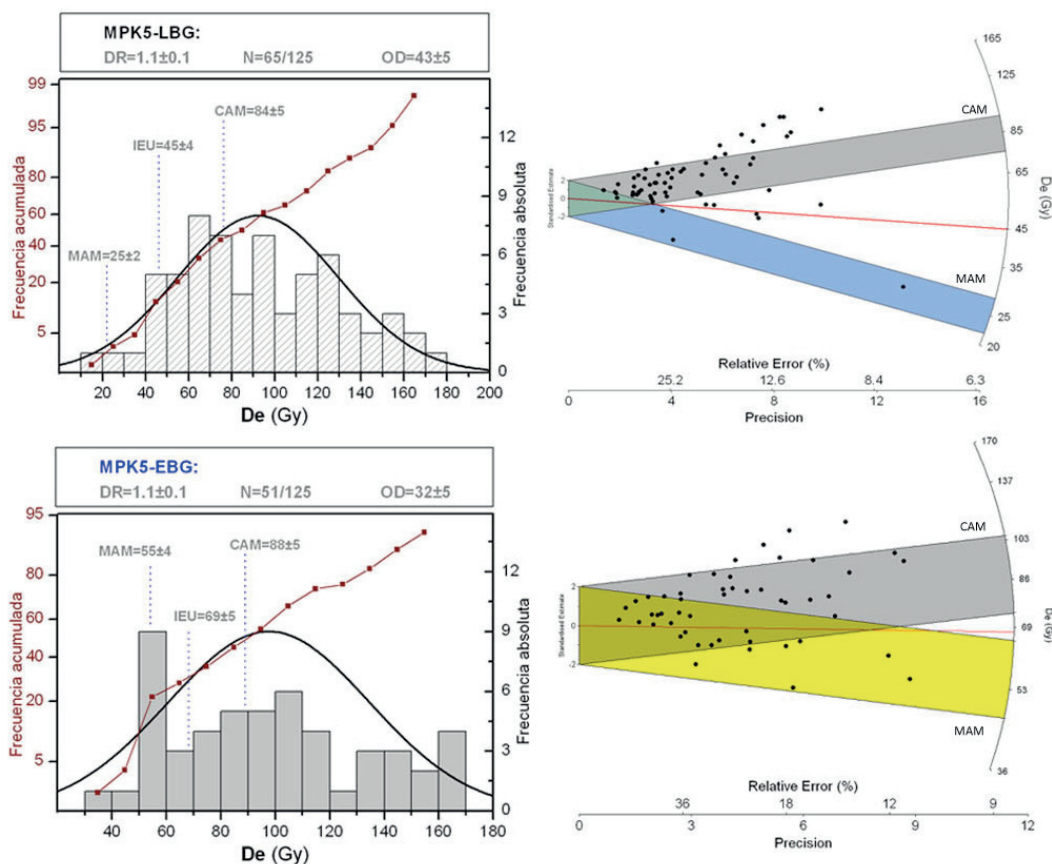 MPK5-LBG:
DR=1.1±0.1 N=65/125 OD=43±5
Frecuencia acumulada
99
95
80
60
40
20
5
MAM=25±2
IEU=45±4
CAM=84±5
12
9
6
3
0
Frecuencia absoluta
20 40 60 80 100 120 140 160 180 200
De (Gy)
165
125
CAM
85
65
45
35
MAM
25
20
De (Gy)
2
0
-2
Standardised Estimate
Relative Error (%)
25.2 12.6 8.4 6.3
0 4 8 12 16
Precision
MPK5-EBG:
DR=1.1±0.1 N=51/125 OD=32±5
Frecuencia acumulada
95
80
60
40
20
5
MAM=55±4
IEU=69±5
CAM=88±5
12
9
6
3
0
Frecuencia absoluta
40 60 80 100 120 140 160 180
De (Gy)
170
137
CAM
103
86
69
53
MAM
36
De (Gy)
2
0
-2
Standardised Estimate
Relative Error (%)
36 18 12 9
0 3 6 9 12
Precision